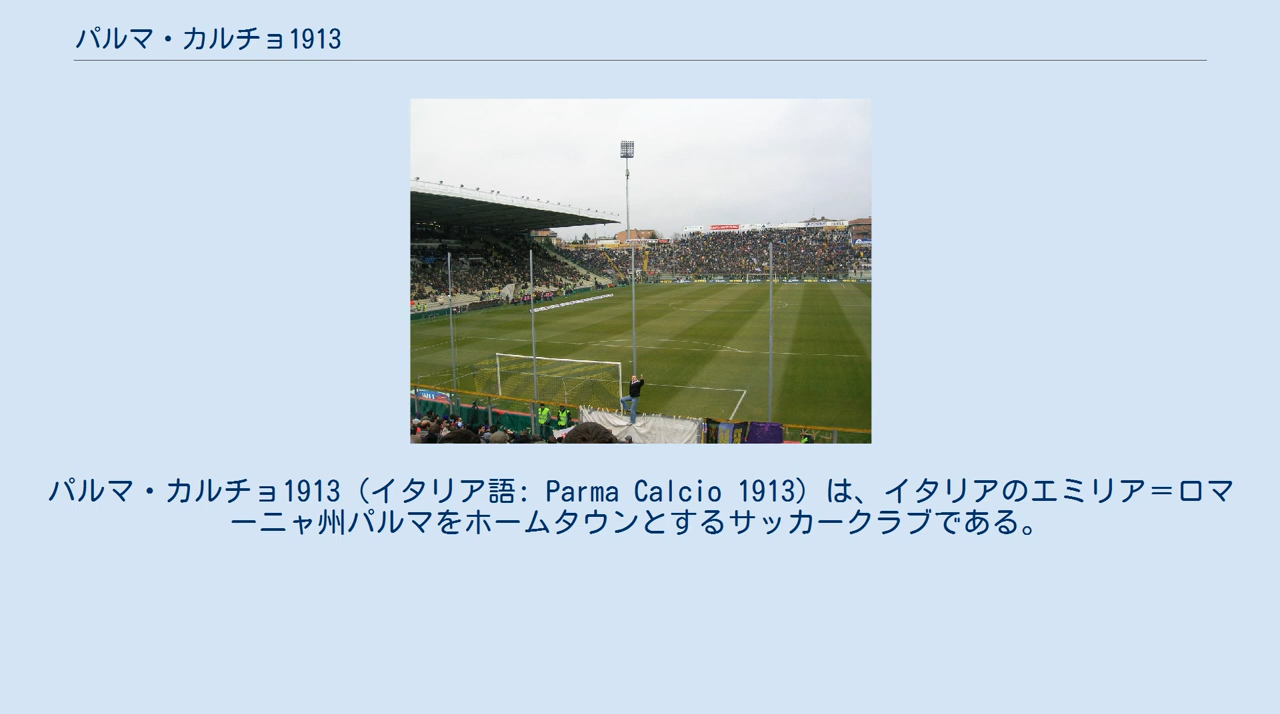 パルマ・カルチョ1913
パルマ・カルチョ1913（イタリア語: Parma Calcio 1913）は、イタリアのエミリア＝ロマ
ーニャ州パルマをホームタウンとするサッカークラブである。